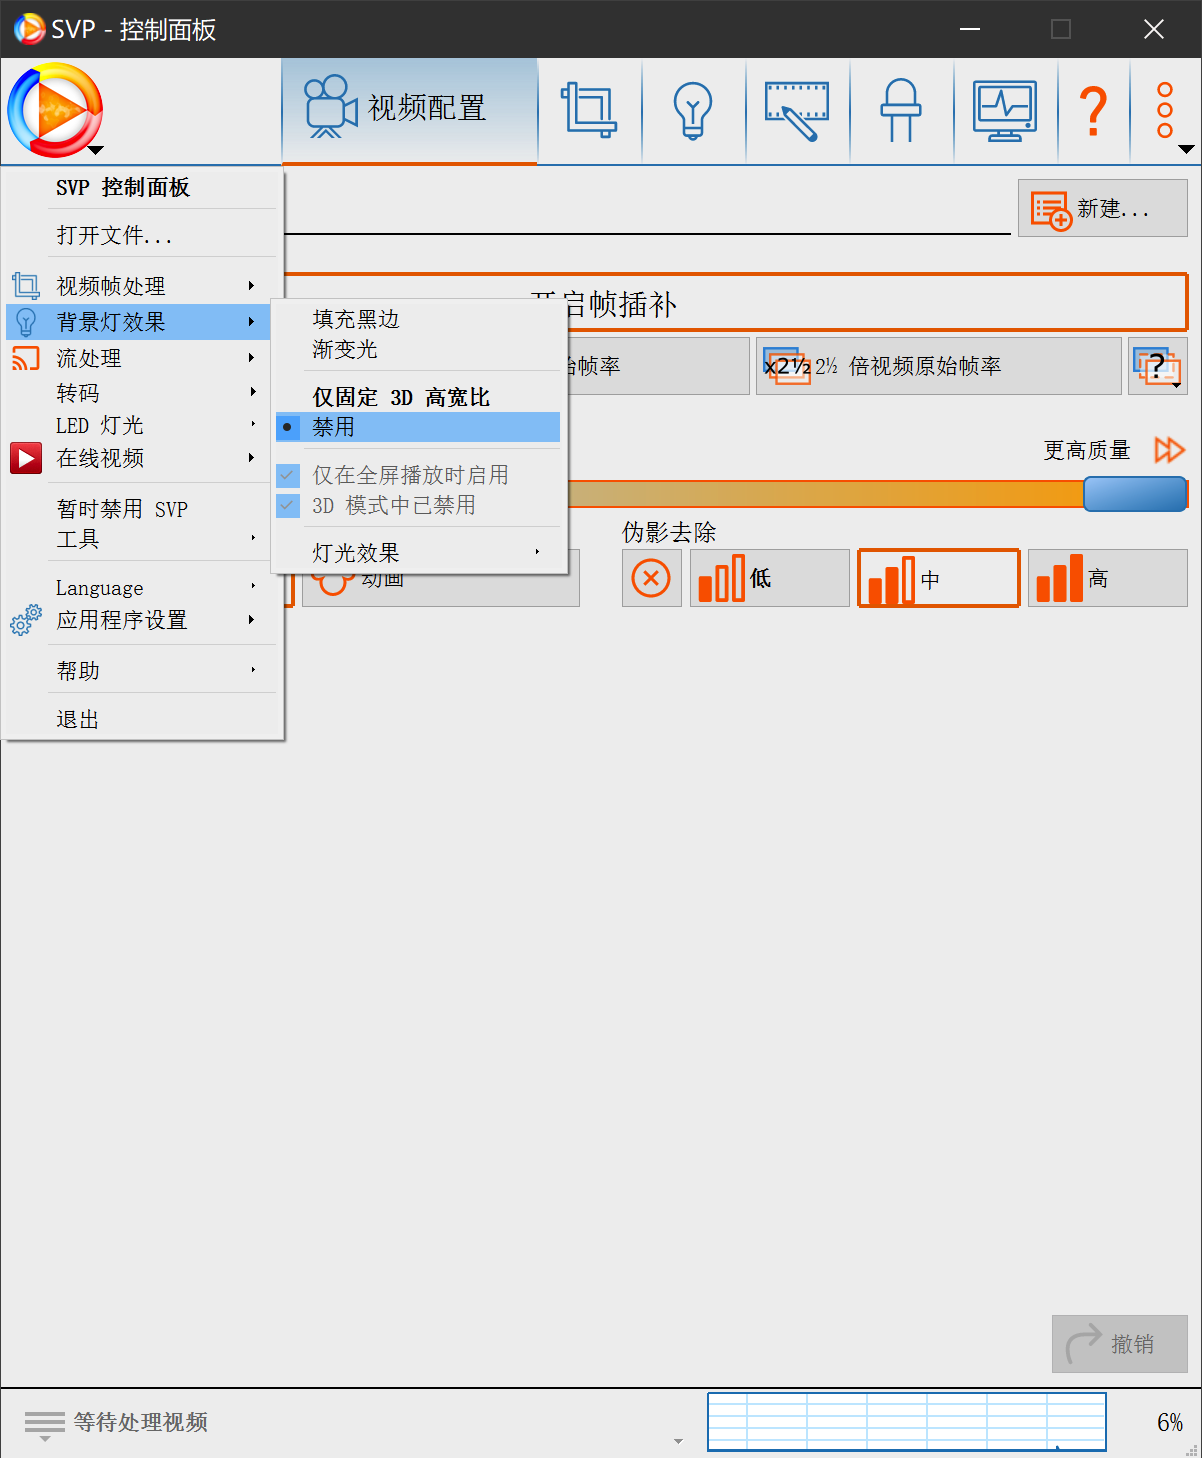 SVP - 控制面板
视频配置
SVP 控制面板
打开文件...
视频帧处理
背景灯效果
流处理
转码
LED 灯光
在线视频
暂时禁用 SVP
工具
Language
应用程序设置
帮助
退出
填充黑边
渐变光
仅固定 3D 高宽比
禁用
仅在全屏播放时启用
3D 模式中已禁用
灯光效果
新建...
开启帧插补
帧率
x2½ 2½ 倍视频原始帧率
?
更高质量
伪影去除
动画
低
中
高
撤销
等待处理视频
6%